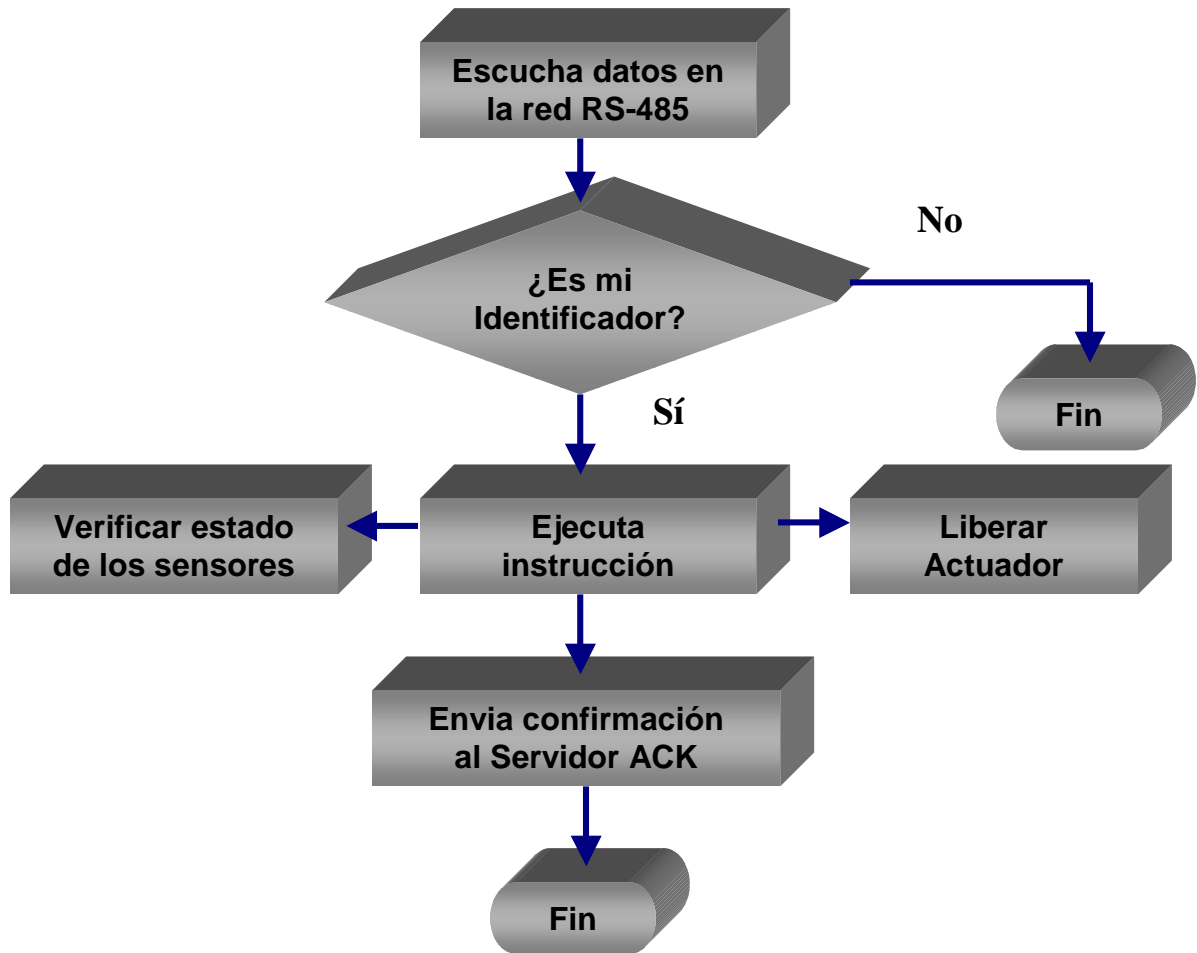 Escucha datos en
la red RS-485
No
¿Es mi
Identificador?
Fin
Sí
Verificar estado
de los sensores
Ejecuta
instrucción
Liberar
Actuador
Envia confirmación
al Servidor ACK
Fin